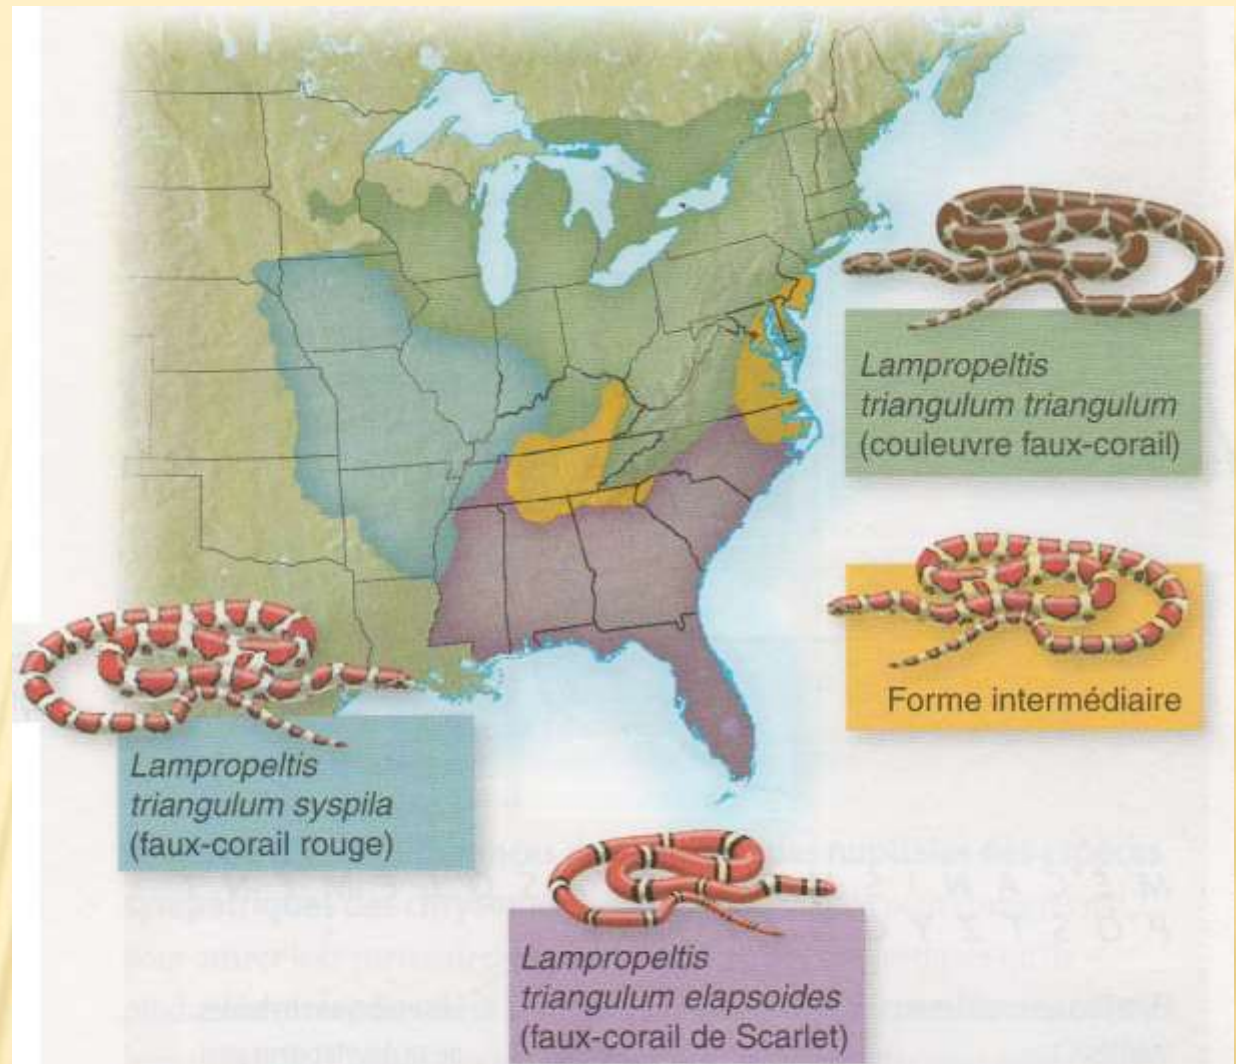 Lampropeltis
triangulum triangulum
(couleuvre faux-corail)
Forme intermédiaire
Lampropeltis
triangulum syspila
(faux-corail rouge)
Lampropeltis
triangulum elapsoides
(faux-corail de Scarlet)